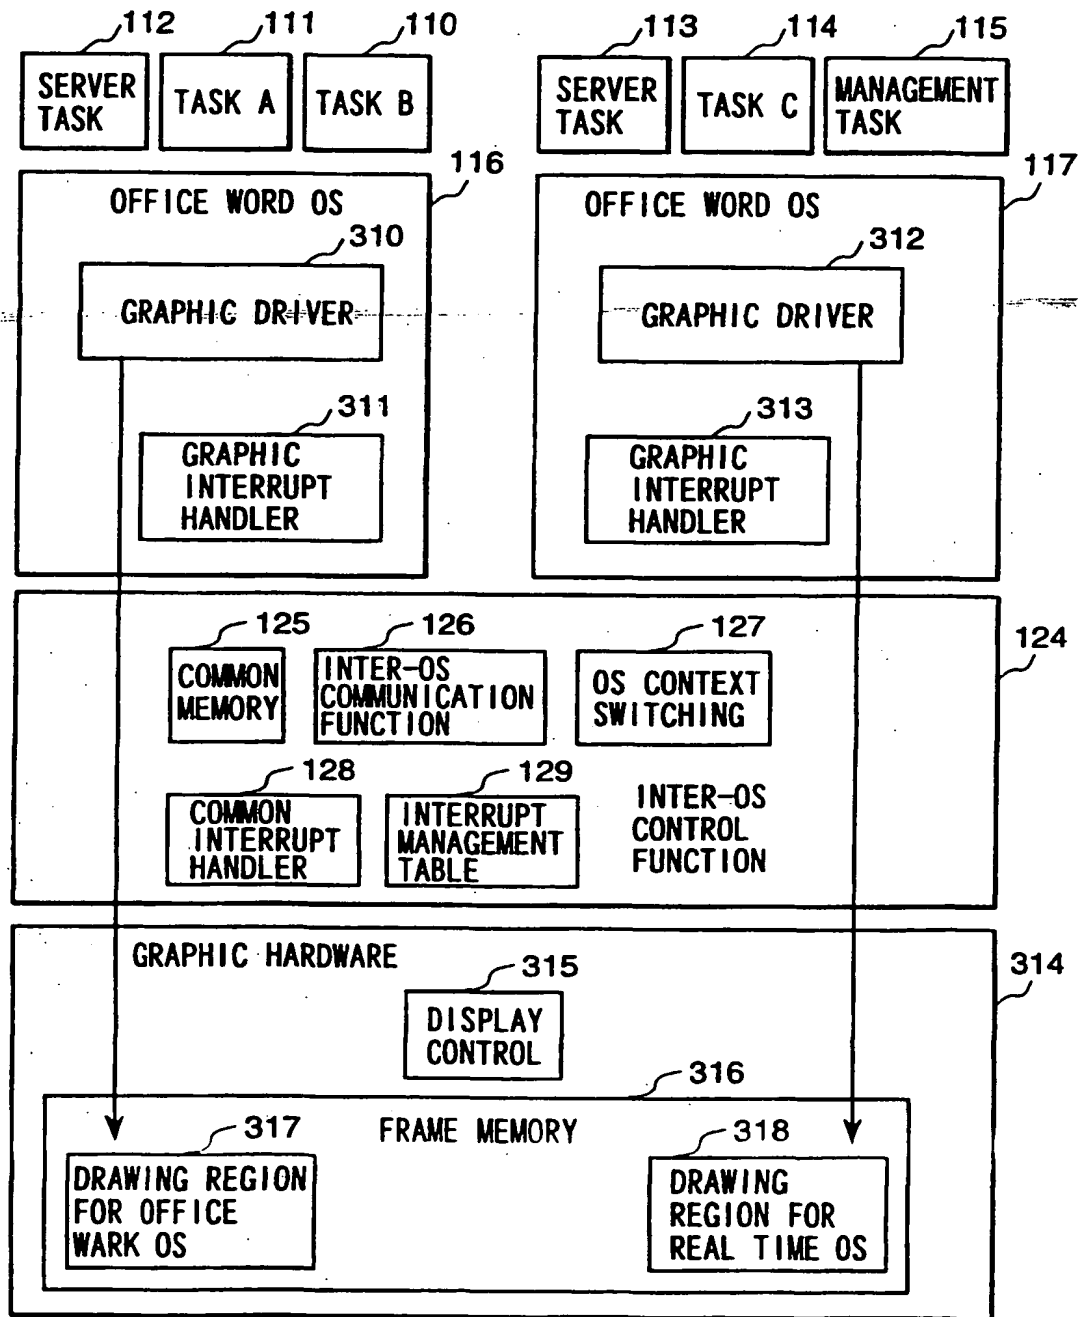 112
111
110
113
114
115
SERVER
TASK
TASK A
TASK B
SERVER
TASK
TASK C
MANAGEMENT
TASK
116
117
OFFICE WORD OS
310
GRAPHIC DRIVER
311
GRAPHIC
INTERRUPT
HANDLER
OFFICE WORD OS
312
GRAPHIC DRIVER
313
GRAPHIC
INTERRUPT
HANDLER
124
125
COMMON
MEMORY
126
INTER-OS
COMMUNICATION
FUNCTION
127
OS CONTEXT
SWITCHING
128
COMMON
INTERRUPT
HANDLER
129
INTERRUPT
MANAGEMENT
TABLE
INTER-OS
CONTROL
FUNCTION
GRAPHIC HARDWARE
314
315
DISPLAY
CONTROL
316
FRAME MEMORY
317
DRAWING REGION
FOR OFFICE
WARK OS
318
DRAWING
REGION FOR
REAL TIME OS